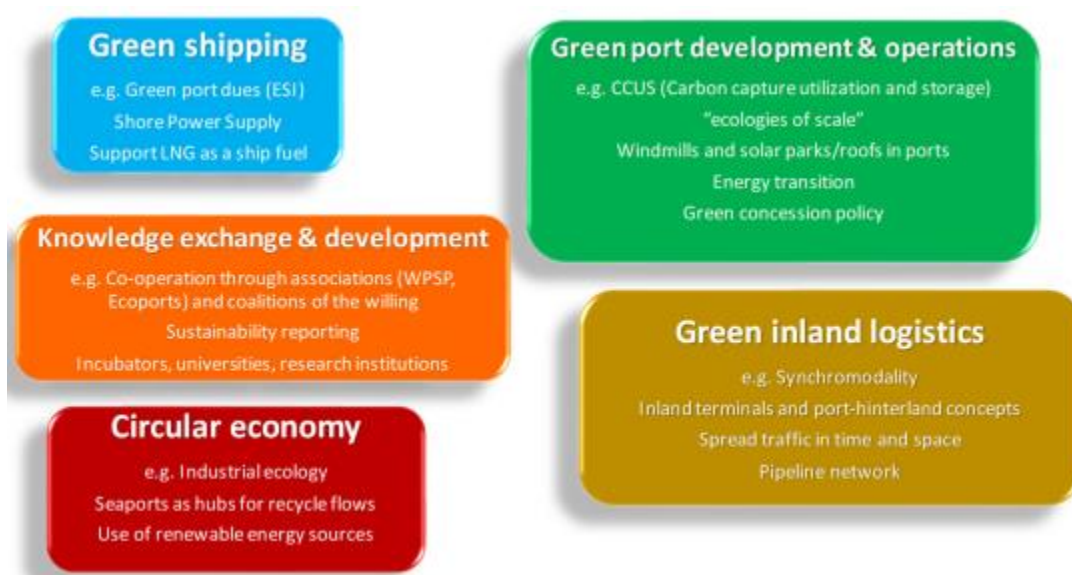 Green shipping
e.g. Green port dues (ESI)
Shore Power Supply
Support LNG as a ship fuel
Green port development & operations
e.g. CCUS (Carbon capture utilization and storage)
“ecologies of scale”
Windmills and solar parks/roofs in ports
Energy transition
Green concession policy
Knowledge exchange & development
e.g. Co-operation through associations (WPSP,
Ecoports) and coalitions of the willing
Sustainability reporting
Incubators, universities, research institutions
Green inland logistics
e.g. Synchromodality
Inland terminals and port-hinterland concepts
Spread traffic in time and space
Pipeline network
Circular economy
e.g. Industrial ecology
Seaports as hubs for recycle flows
Use of renewable energy sources